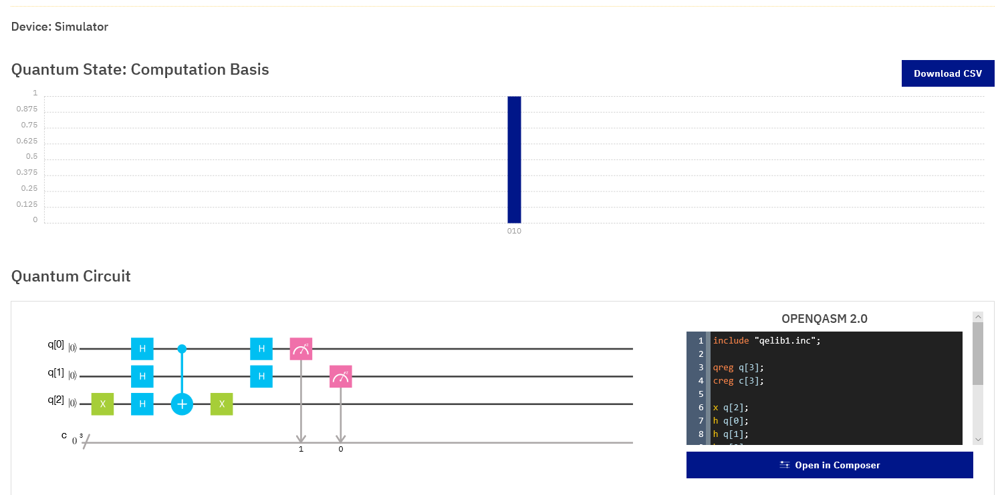 Device: Simulator
Quantum State: Computation Basis
Download CSV
1
0.875
0.75
0.625
0.5
0.375
0.25
0.125
0
010
Quantum Circuit
OPENQASM 2.0
q[0] |0⟩ H H
q[1] |0⟩ H H
q[2] |0⟩ X H + X
c 0 3
1 0
1 include "qelib1.inc";
2
3 qreg q[3];
4 creg c[3];
5
6 x q[2];
7 h q[0];
8 h q[1];
Open in Composer